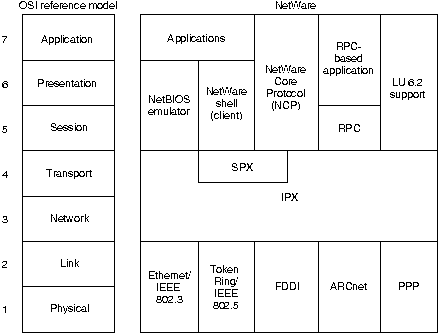 OSI reference model
NetWare
7
Application
Applications
NetWare
Core
Protocol
(NCP)
RPC-
based
application
LU 6.2
support
6
Presentation
NetBIOS
emulator
NetWare
shell
(client)
5
Session
RPC
4
Transport
SPX
IPX
3
Network
2
Link
Ethernet/
IEEE
802.3
Token
Ring/
IEEE
802.5
FDDI
ARCnet
PPP
1
Physical